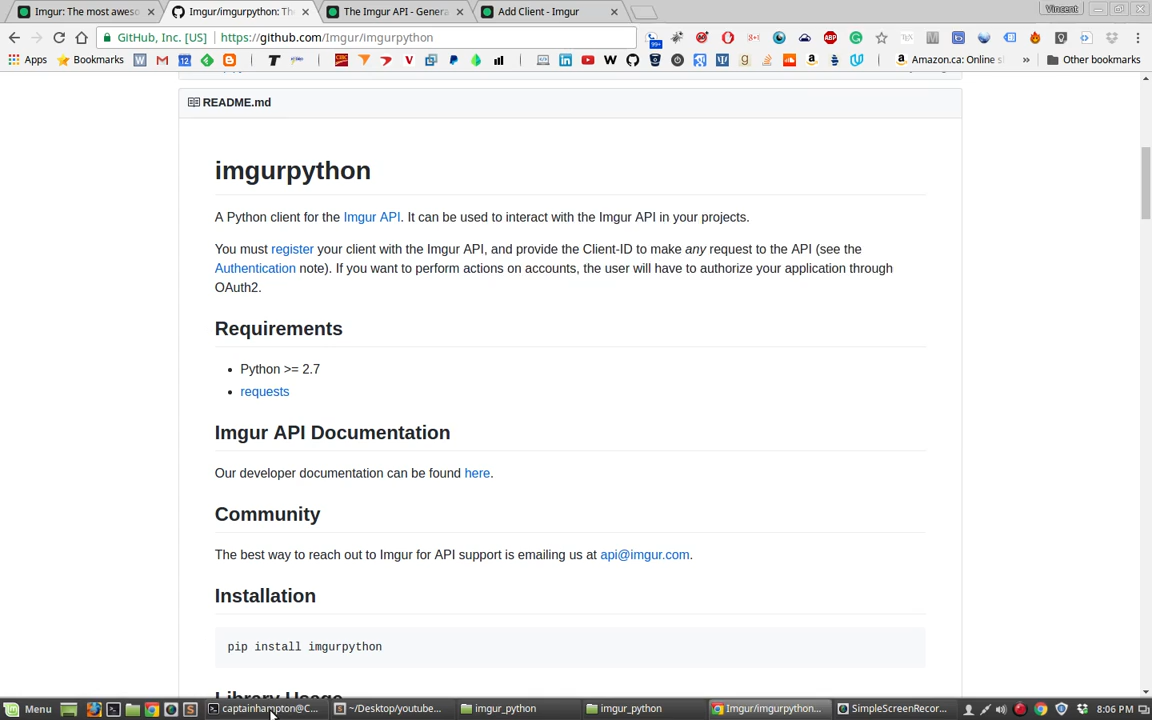 Imgur: The most aweso
Imgur/imgurpython: The
The Imgur API - Genera
Add Client - Imgur
Vincent
GitHub, Inc. [US]
https://github.com/Imgur/imgurpython
Apps
Bookmarks
Amazon.ca: Online s
Other bookmarks
README.md
imgurpython
A Python client for the Imgur API. It can be used to interact with the Imgur API in your projects.
You must register your client with the Imgur API, and provide the Client-ID to make any request to the API (see the
Authentication note). If you want to perform actions on accounts, the user will have to authorize your application through
OAuth2.
Requirements
Python >= 2.7
requests
Imgur API Documentation
Our developer documentation can be found here.
Community
The best way to reach out to Imgur for API support is emailing us at api@imgur.com.
Installation
pip install imgurpython
Library Usage
Menu
captainhampton@C...
~/Desktop/youtube...
imgur_python
imgur_python
Imgur/imgurpython...
SimpleScreenRecor...
8:06 PM